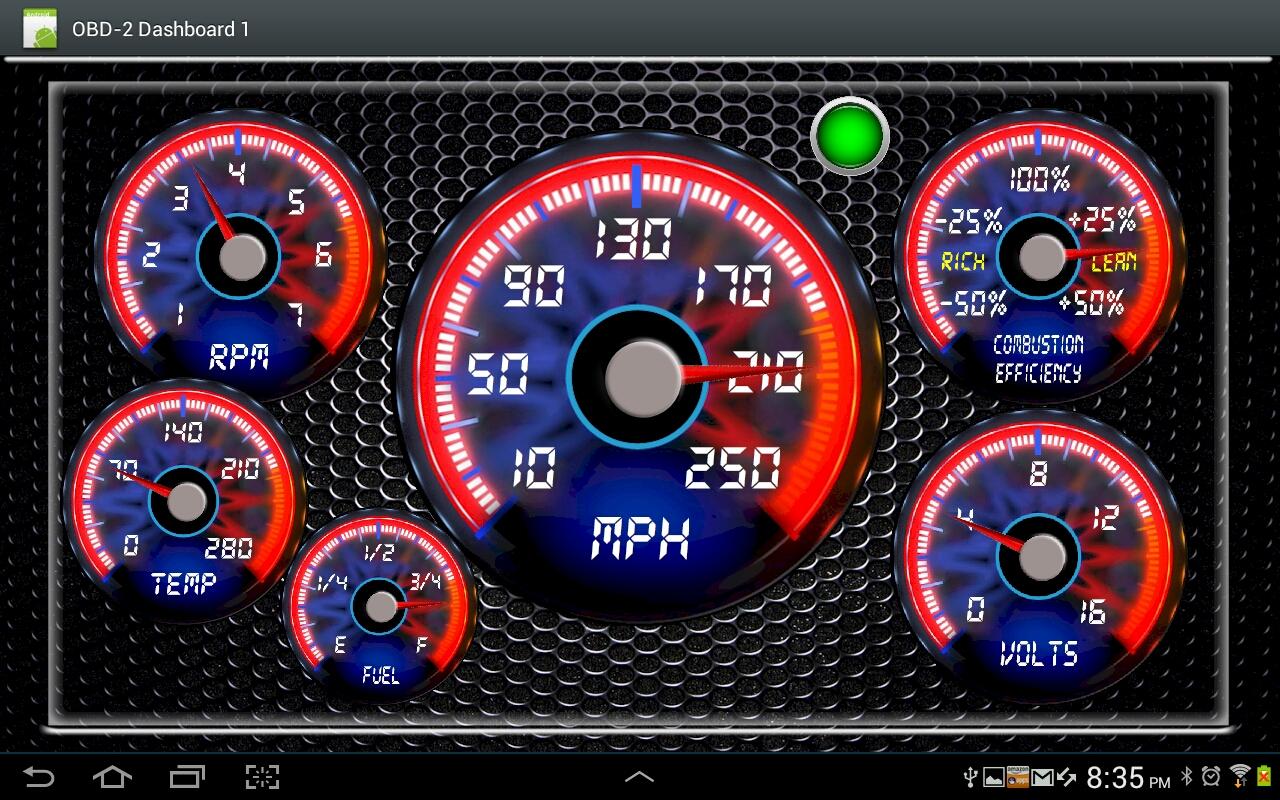 OBD-2 Dashboard 1
1
2
3
4
5
6
7
RPM
10
50
90
130
170
210
250
MPH
100%
-25% +25%
RICH LEAN
-50% +50%
COMBUSTION
EFFICIENCY
0
70
140
210
280
TEMP
E
1/4
1/2
3/4
F
FUEL
0
4
8
12
16
VOLTS
8:35 PM